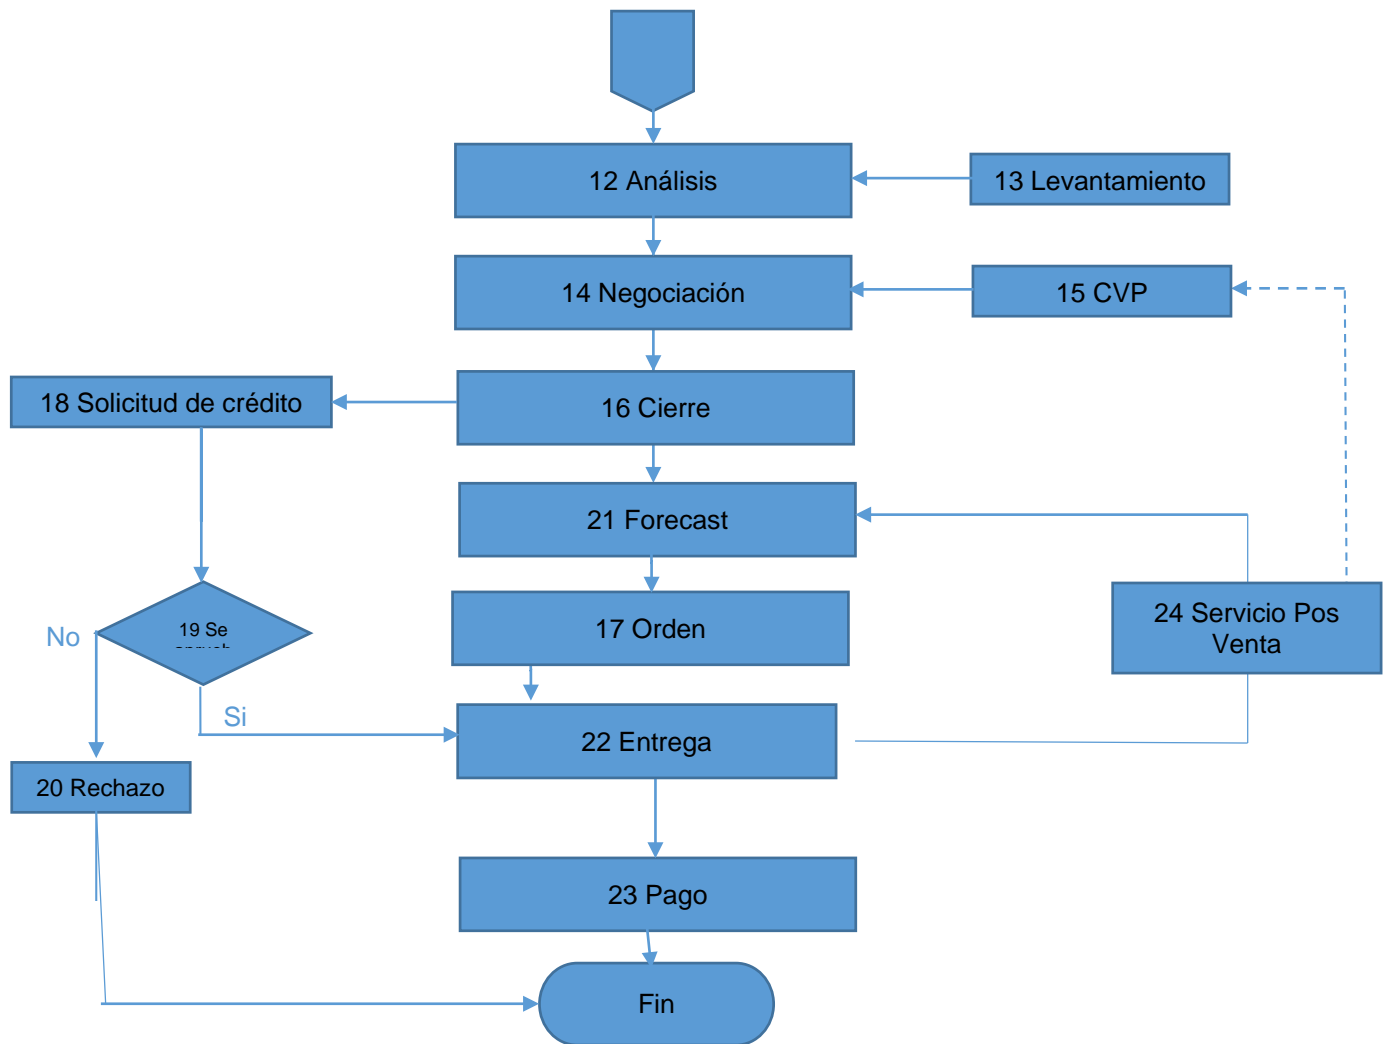 12 Análisis
13 Levantamiento
14 Negociación
15 CVP
18 Solicitud de crédito
16 Cierre
21 Forecast
17 Orden
24 Servicio Pos
Venta
No
19 Se
Si
22 Entrega
20 Rechazo
23 Pago
Fin